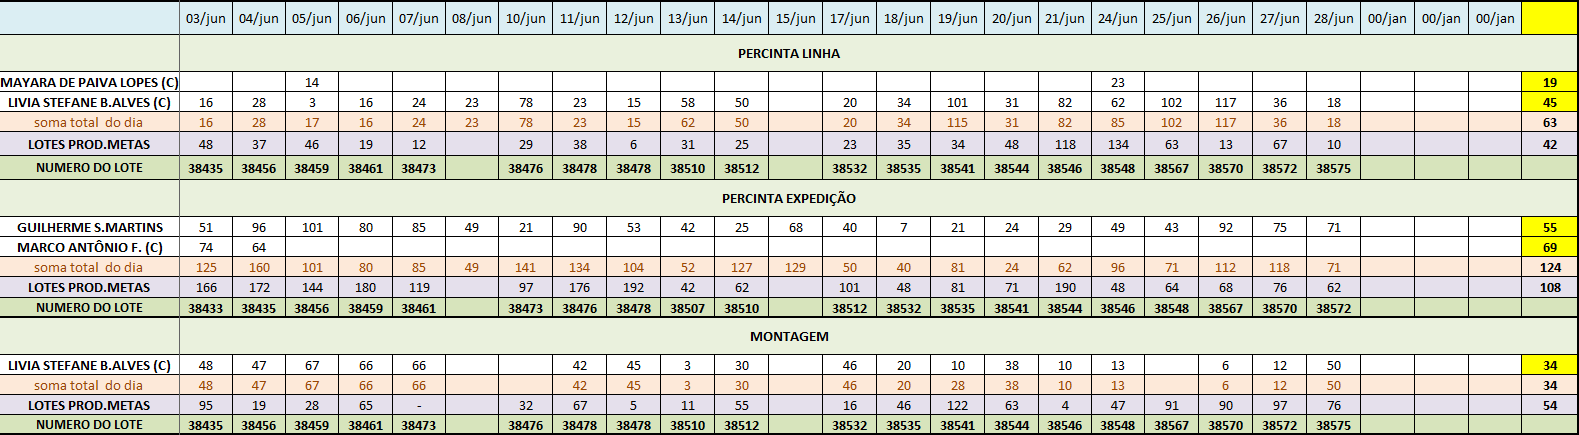 03/jun 04/jun 05/jun 06/jun 07/jun 08/jun 10/jun 11/jun 12/jun 13/jun 14/jun 15/jun 17/jun 18/jun 19/jun 20/jun 21/jun 24/jun 25/jun 26/jun 27/jun 28/jun 00/jan 00/jan 00/jan
PERCINTA LINHA
MAYARA DE PAIVA LOPES (C) 14 23 19
LIVIA STEFANE B.ALVES (C) 16 28 3 16 24 23 78 23 15 58 50 20 34 101 31 82 62 102 117 36 18 45
soma total do dia 16 28 17 16 24 23 78 23 15 62 50 20 34 115 31 82 85 102 117 36 18 63
LOTES PROD.METAS 48 37 46 19 12 29 38 6 31 25 23 35 34 48 118 134 63 13 67 10 42
NUMERO DO LOTE 38435 38456 38459 38461 38473 38476 38478 38478 38510 38512 38532 38535 38541 38544 38546 38548 38567 38570 38572 38575
PERCINTA EXPEDIÇÃO
GUILHERME S.MARTINS 51 96 101 80 85 49 21 90 53 42 25 68 40 7 21 24 29 49 43 92 75 71 55
MARCO ANTÔNIO F. (C) 74 64 69
soma total do dia 125 160 101 80 85 49 141 134 104 52 127 129 50 40 81 24 62 96 71 112 118 71 124
LOTES PROD.METAS 166 172 144 180 119 97 176 192 42 62 101 48 81 71 190 48 64 68 76 62 108
NUMERO DO LOTE 38433 38435 38456 38459 38461 38473 38476 38478 38507 38510 38512 38532 38535 38541 38544 38546 38548 38567 38570 38572
MONTAGEM
LIVIA STEFANE B.ALVES (C) 48 47 67 66 66 42 45 3 30 46 20 10 38 10 13 6 12 50 34
soma total do dia 48 47 67 66 66 42 45 3 30 46 20 28 38 10 13 6 12 50 34
LOTES PROD.METAS 95 19 28 65 - 32 67 5 11 55 16 46 122 63 4 47 91 90 97 76 54
NUMERO DO LOTE 38435 38456 38459 38461 38473 38476 38478 38478 38510 38512 38532 38535 38541 38544 38546 38548 38567 38570 38572 38575